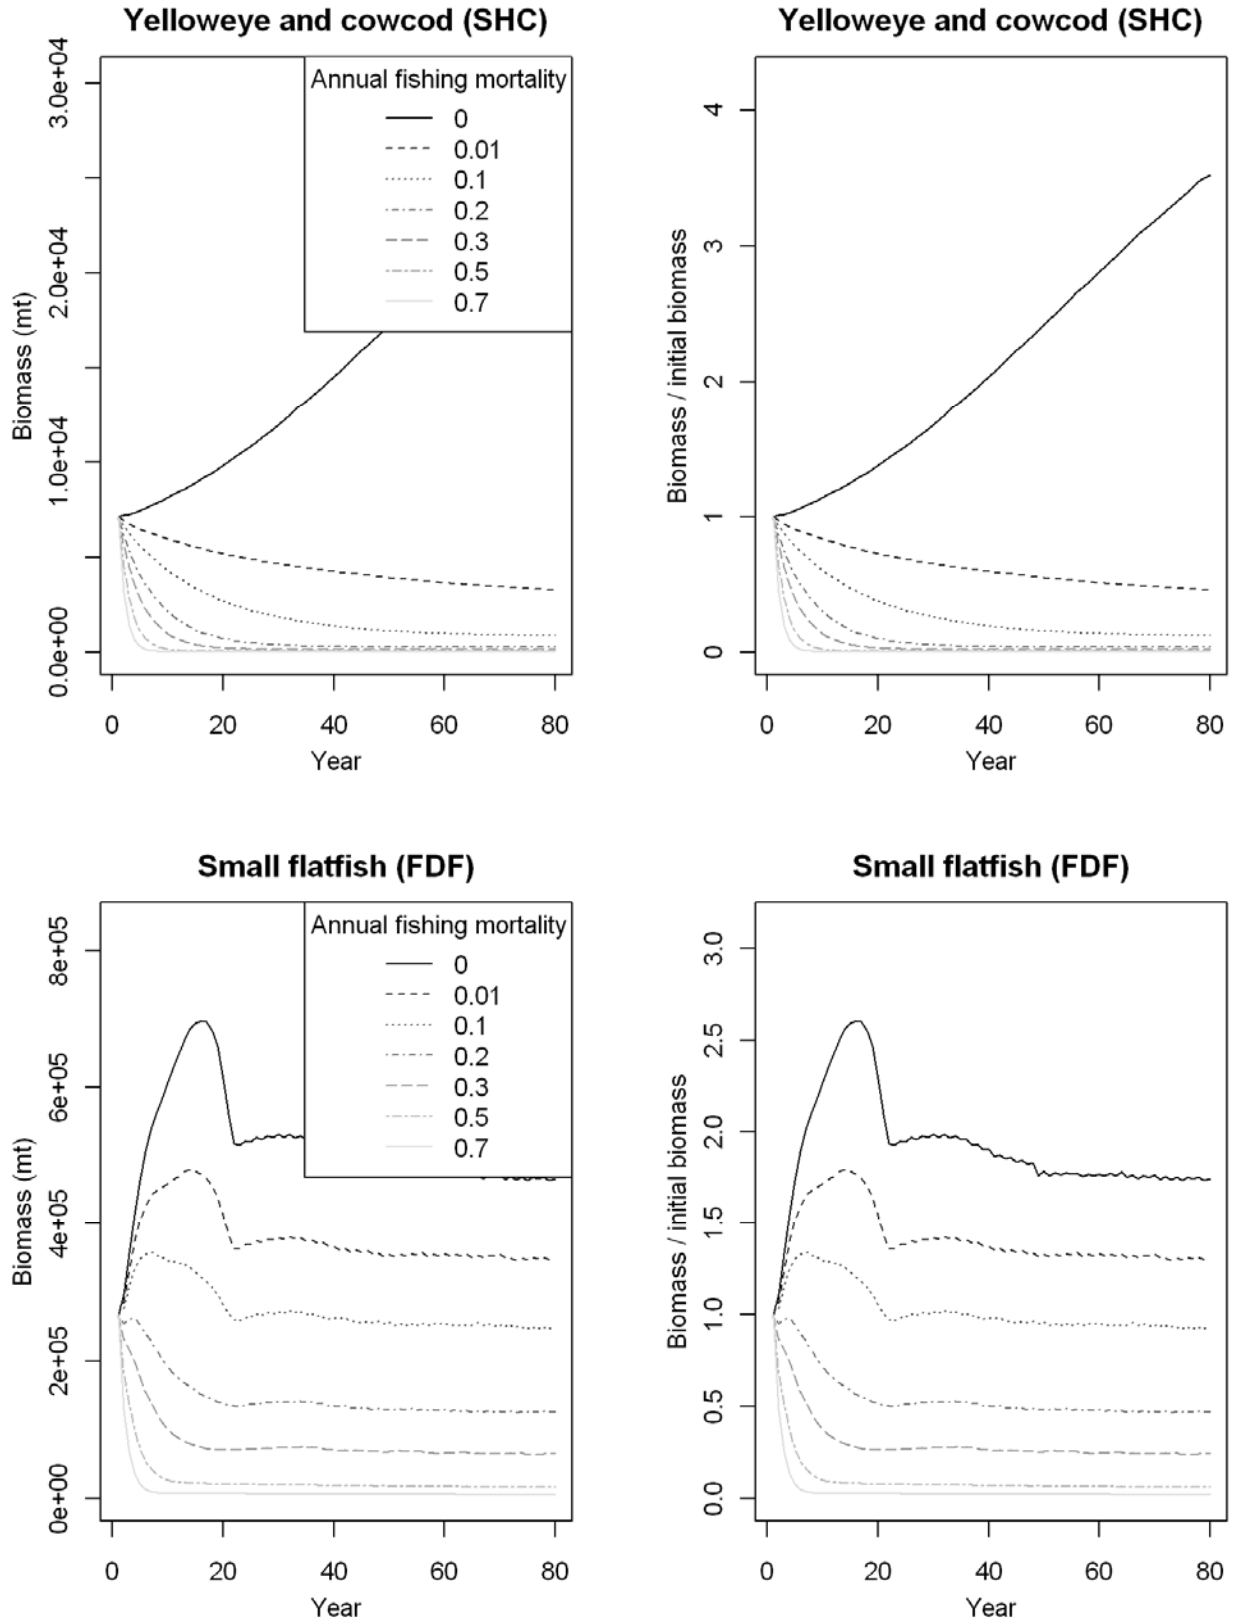 Yelloweye and cowcod (SHC)
Biomass (mt)
3.0e+04
2.0e+04
1.0e+04
0.0e+00
Annual fishing mortality
0
0.01
0.1
0.2
0.3
0.5
0.7
0 20 40 60 80
Year
Yelloweye and cowcod (SHC)
Biomass / initial biomass
4
3
2
1
0
0 20 40 60 80
Year
Small flatfish (FDF)
Biomass (mt)
8e+05
6e+05
4e+05
2e+05
0e+00
Annual fishing mortality
0
0.01
0.1
0.2
0.3
0.5
0.7
0 20 40 60 80
Year
Small flatfish (FDF)
Biomass / initial biomass
3.0
2.5
2.0
1.5
1.0
0.5
0.0
0 20 40 60 80
Year